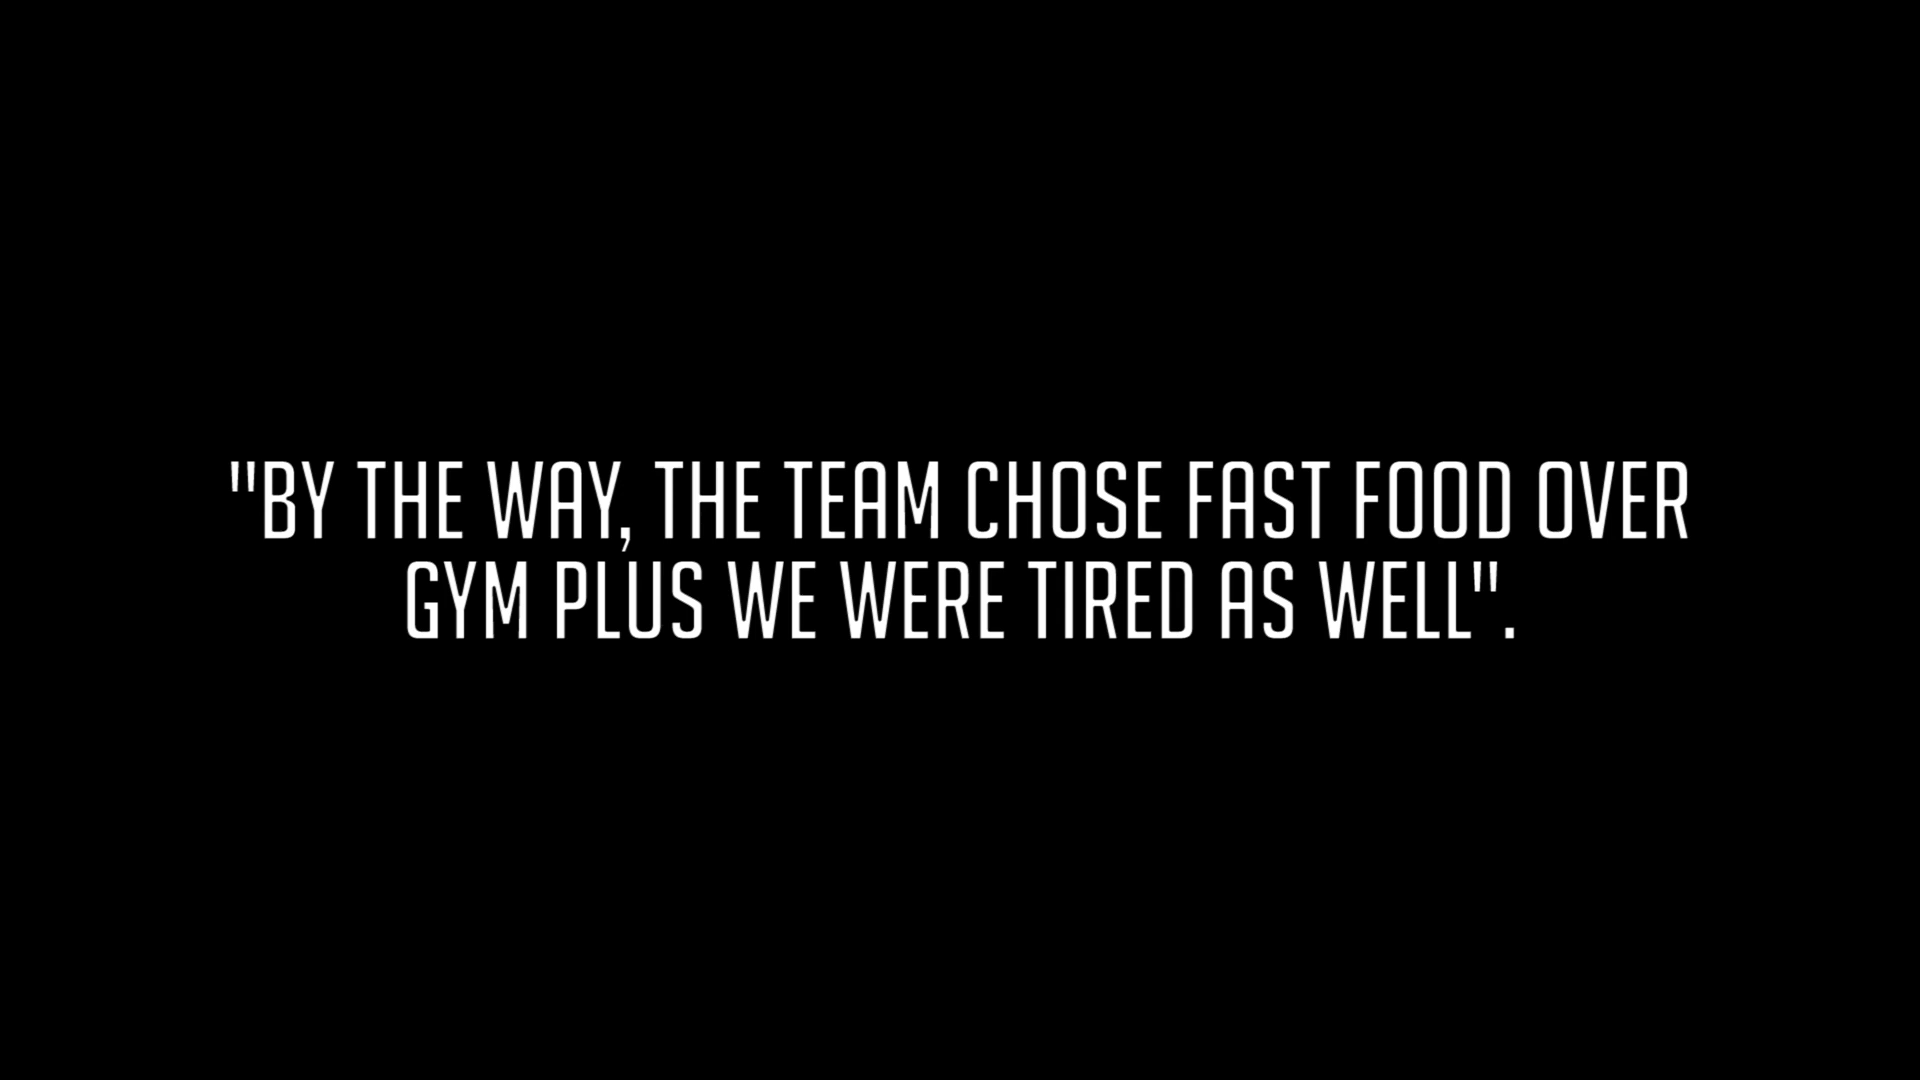 "BY THE WAY, THE TEAM CHOSE FAST FOOD OVER
GYM PLUS WE WERE TIRED AS WELL".